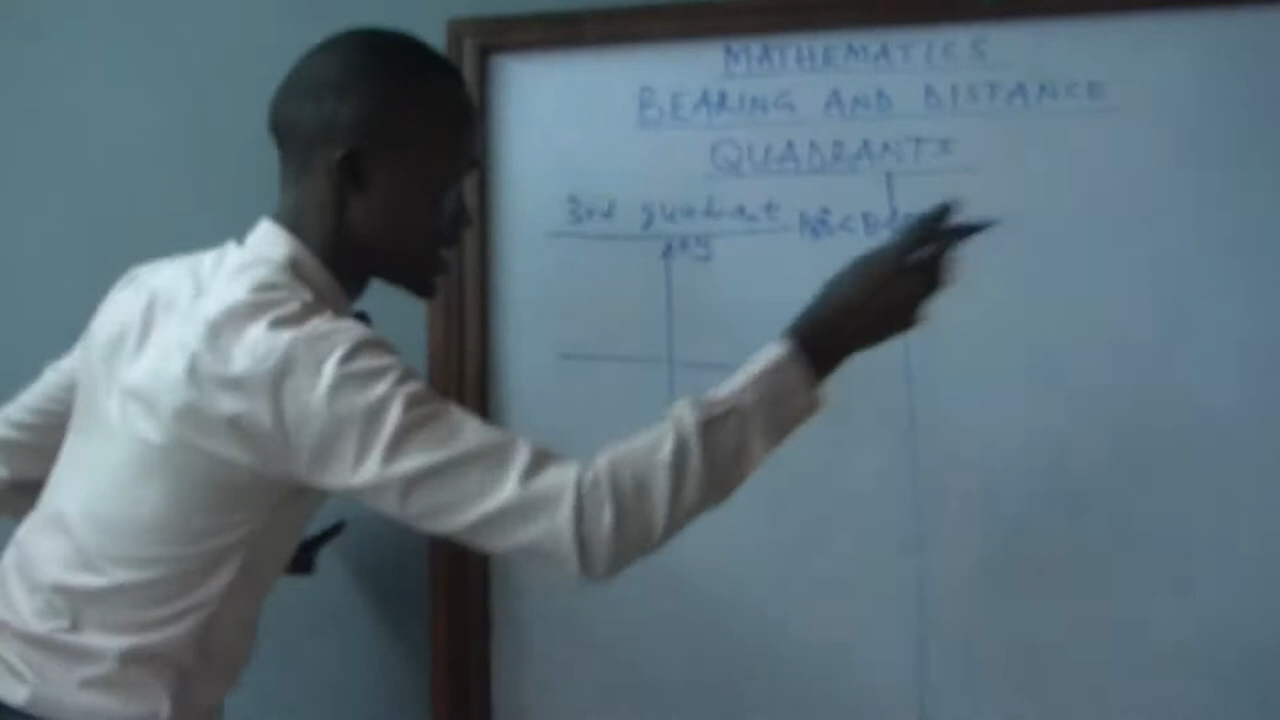 MATHEMATICS
BEARING AND DISTANCE
QUADRANTS
3rd quadrant
+y